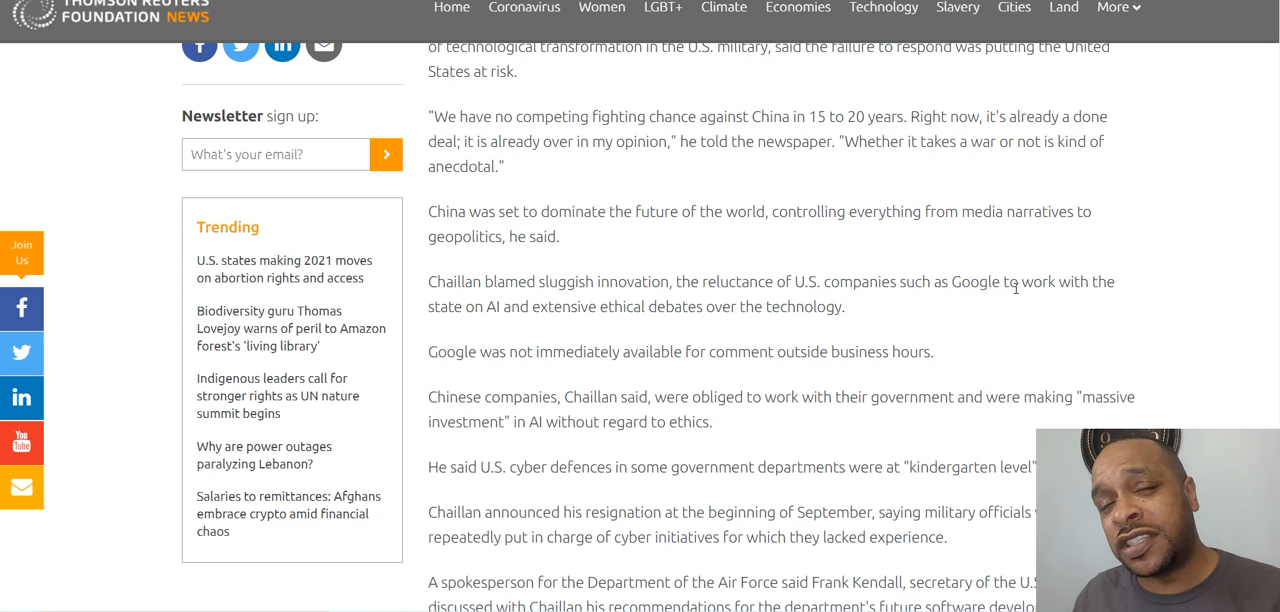 THOMSON REUTERS
FOUNDATION NEWS
Home Coronavirus Women LGBT+ Climate Economies Technology Slavery Cities Land More
of technological transformation in the U.S. military, said the failure to respond was putting the United
States at risk.
Newsletter sign up:
What's your email?
Trending
U.S. states making 2021 moves
on abortion rights and access
Biodiversity guru Thomas
Lovejoy warns of peril to Amazon
forest's 'living library'
Indigenous leaders call for
stronger rights as UN nature
summit begins
Why are power outages
paralyzing Lebanon?
Salaries to remittances: Afghans
embrace crypto amid financial
chaos
Join
Us
You
Tube
"We have no competing fighting chance against China in 15 to 20 years. Right now, it's already a done
deal; it is already over in my opinion," he told the newspaper. "Whether it takes a war or not is kind of
anecdotal."
China was set to dominate the future of the world, controlling everything from media narratives to
geopolitics, he said.
Chaillan blamed sluggish innovation, the reluctance of U.S. companies such as Google to work with the
state on AI and extensive ethical debates over the technology.
Google was not immediately available for comment outside business hours.
Chinese companies, Chaillan said, were obliged to work with their government and were making "massive
investment" in AI without regard to ethics.
He said U.S. cyber defences in some government departments were at "kindergarten level"
Chaillan announced his resignation at the beginning of September, saying military officials
repeatedly put in charge of cyber initiatives for which they lacked experience.
A spokesperson for the Department of the Air Force said Frank Kendall, secretary of the U.S
discussed with Chaillan his recommendations for the department's future software